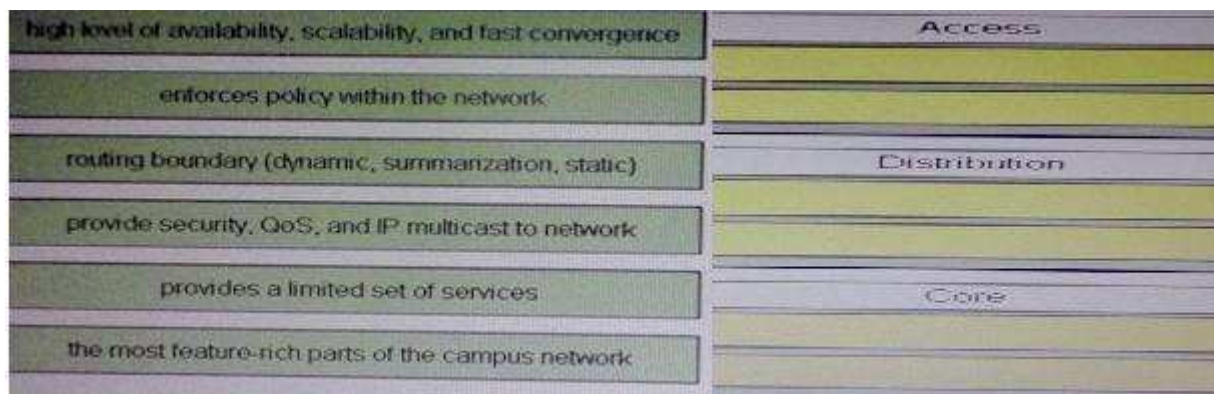 high level of availability, scalability, and fast convergence
enforces policy within the network
routing boundary (dynamic, summarization, static)
provide security, QoS, and IP multicast to network
provides a limited set of services
the most feature-rich parts of the campus network
Access
Distribution
Core